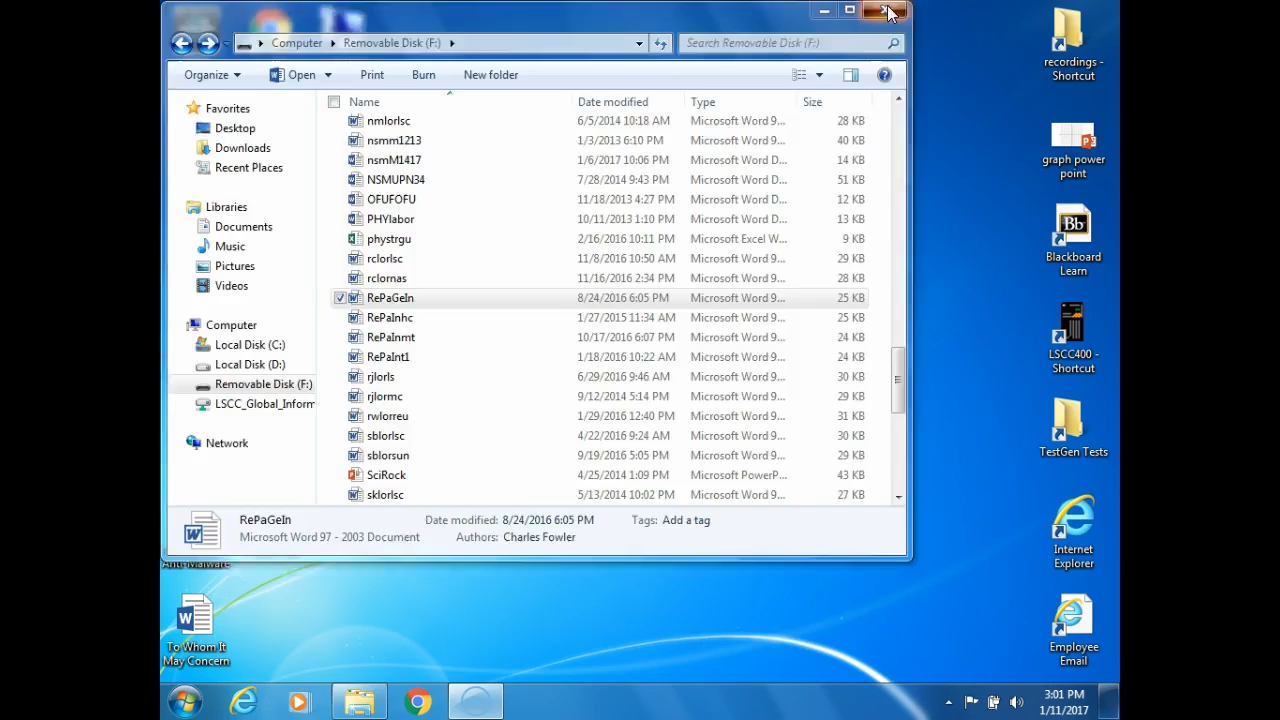 Computer Removable Disk (F:)
Search Removable Disk (F:)
Organize Open Print Burn New folder
Name Date modified Type Size
nmlorlsc 6/5/2014 10:18 AM Microsoft Word 9... 28 KB
nsmm1213 1/3/2013 6:10 PM Microsoft Word 9... 40 KB
nsmM1417 1/6/2017 10:06 PM Microsoft Word D... 14 KB
NSMUPN34 7/28/2014 9:43 PM Microsoft Word D... 51 KB
OFUFOFU 11/18/2013 4:27 PM Microsoft Word D... 12 KB
PHYlabor 10/11/2013 1:10 PM Microsoft Word D... 13 KB
phystrgu 2/16/2016 10:11 PM Microsoft Excel W... 9 KB
rclorlsc 11/8/2016 10:50 AM Microsoft Word 9... 29 KB
rclornas 11/16/2016 2:34 PM Microsoft Word 9... 28 KB
RePaGeIn 8/24/2016 6:05 PM Microsoft Word 9... 25 KB
RePaInhc 1/27/2015 11:34 AM Microsoft Word 9... 25 KB
RePaInmt 10/17/2016 6:07 PM Microsoft Word 9... 24 KB
RePaInt1 1/18/2016 10:22 AM Microsoft Word 9... 24 KB
rjlorls 6/29/2016 9:46 AM Microsoft Word 9... 30 KB
rjlormc 9/12/2014 5:14 PM Microsoft Word 9... 29 KB
rwlorreu 1/29/2016 12:40 PM Microsoft Word 9... 31 KB
sblorlsc 4/22/2016 9:24 AM Microsoft Word 9... 30 KB
sblorsun 9/19/2016 5:05 PM Microsoft Word 9... 29 KB
SciRock 4/25/2014 1:09 PM Microsoft PowerP... 43 KB
sklorlsc 5/13/2014 10:02 PM Microsoft Word 9... 27 KB
Favorites
Desktop
Downloads
Recent Places
Libraries
Documents
Music
Pictures
Videos
Computer
Local Disk (C:)
Local Disk (D:)
Removable Disk (F:)
LSCC_Global_Inform
Network
RePaGeIn Date modified: 8/24/2016 6:05 PM Tags: Add a tag
Microsoft Word 97 - 2003 Document Authors: Charles Fowler
Anti-Malware
To Whom It
May Concern
recordings -
Shortcut
graph power
point
Bb
Blackboard
Learn
LSCC400 -
Shortcut
TestGen Tests
Internet
Explorer
Employee
Email
3:01 PM
1/11/2017